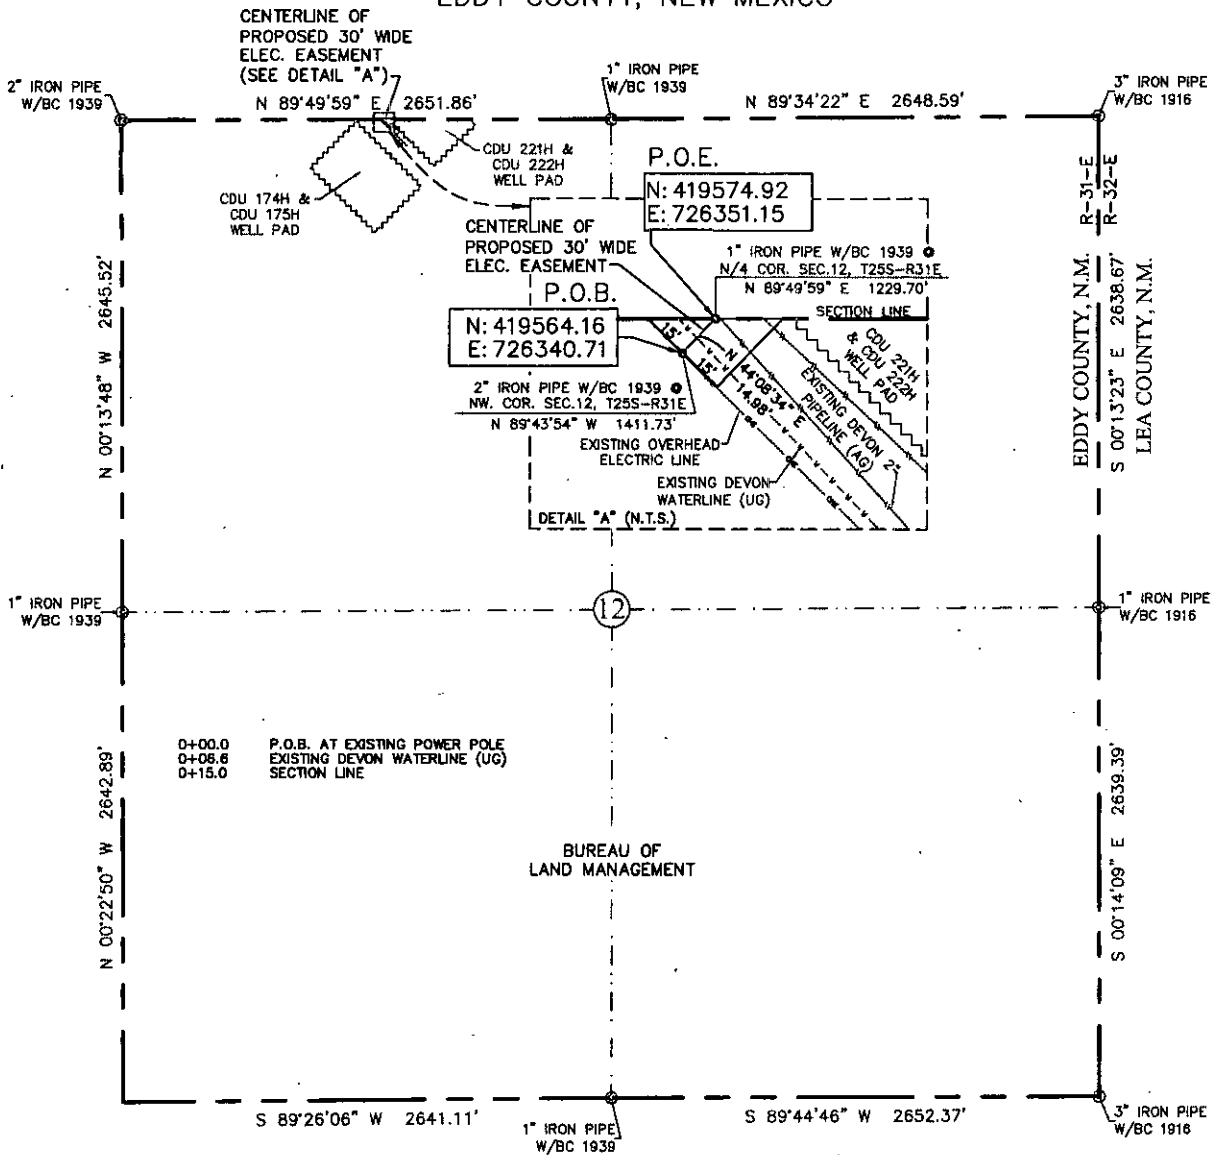 EDDY COUNTY, NEW MEXICO
CENTERLINE OF
PROPOSED 30' WIDE
ELEC. EASEMENT
(SEE DETAIL "A")
2" IRON PIPE
W/BC 1939
N 89°49'59" E 2651.86'
1" IRON PIPE
W/BC 1939
N 89°34'22" E 2648.59'
3" IRON PIPE
W/BC 1916
CDU 221H &
CDU 222H
WELL PAD
CDU 174H &
CDU 175H
WELL PAD
R-31-E
R-32-E
P.O.E.
N: 419574.92
E: 726351.15
CENTERLINE OF
PROPOSED 30' WIDE
ELEC. EASEMENT
1" IRON PIPE W/BC 1939
N/4 COR. SEC.12, T25S-R31E
N 89°49'59" E 1229.70'
SECTION LINE
P.O.B.
N: 419564.16
E: 726340.71
15'
15'
N 44°08'34" E
14.98'
CDU 221H
& CDU 222H
WELL PAD
EXISTING DEVON 2"
PIPELINE (AG)
2" IRON PIPE W/BC 1939
NW. COR. SEC.12, T25S-R31E
N 89°43'54" W 1411.73'
EXISTING OVERHEAD
ELECTRIC LINE
EXISTING DEVON
WATERLINE (UG)
DETAIL "A" (N.T.S.)
N 00°13'48" W 2645.52'
EDDY COUNTY, N.M.
S 00°13'23" E 2638.67'
LEA COUNTY, N.M.
1" IRON PIPE
W/BC 1939
12
1" IRON PIPE
W/BC 1916
0+00.0 P.O.B. AT EXISTING POWER POLE
0+08.6 EXISTING DEVON WATERLINE (UG)
0+15.0 SECTION LINE
N 00°22'50" W 2642.89'
BUREAU OF
LAND MANAGEMENT
S 00°14'09" E 2639.39'
S 89°26'06" W 2641.11'
1" IRON PIPE
W/BC 1939
S 89°44'46" W 2652.37'
3" IRON PIPE
W/BC 1916